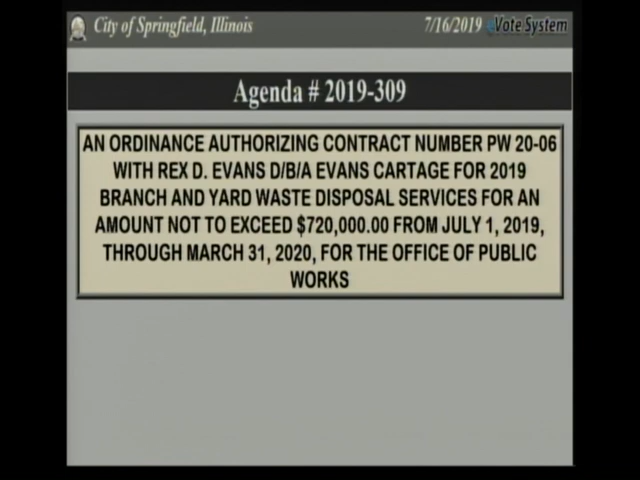 City of Springfield, Illinois 7/16/2019 eVote System
Agenda # 2019-309
AN ORDINANCE AUTHORIZING CONTRACT NUMBER PW 20-06
WITH REX D. EVANS D/B/A EVANS CARTAGE FOR 2019
BRANCH AND YARD WASTE DISPOSAL SERVICES FOR AN
AMOUNT NOT TO EXCEED $720,000.00 FROM JULY 1, 2019,
THROUGH MARCH 31, 2020, FOR THE OFFICE OF PUBLIC
WORKS